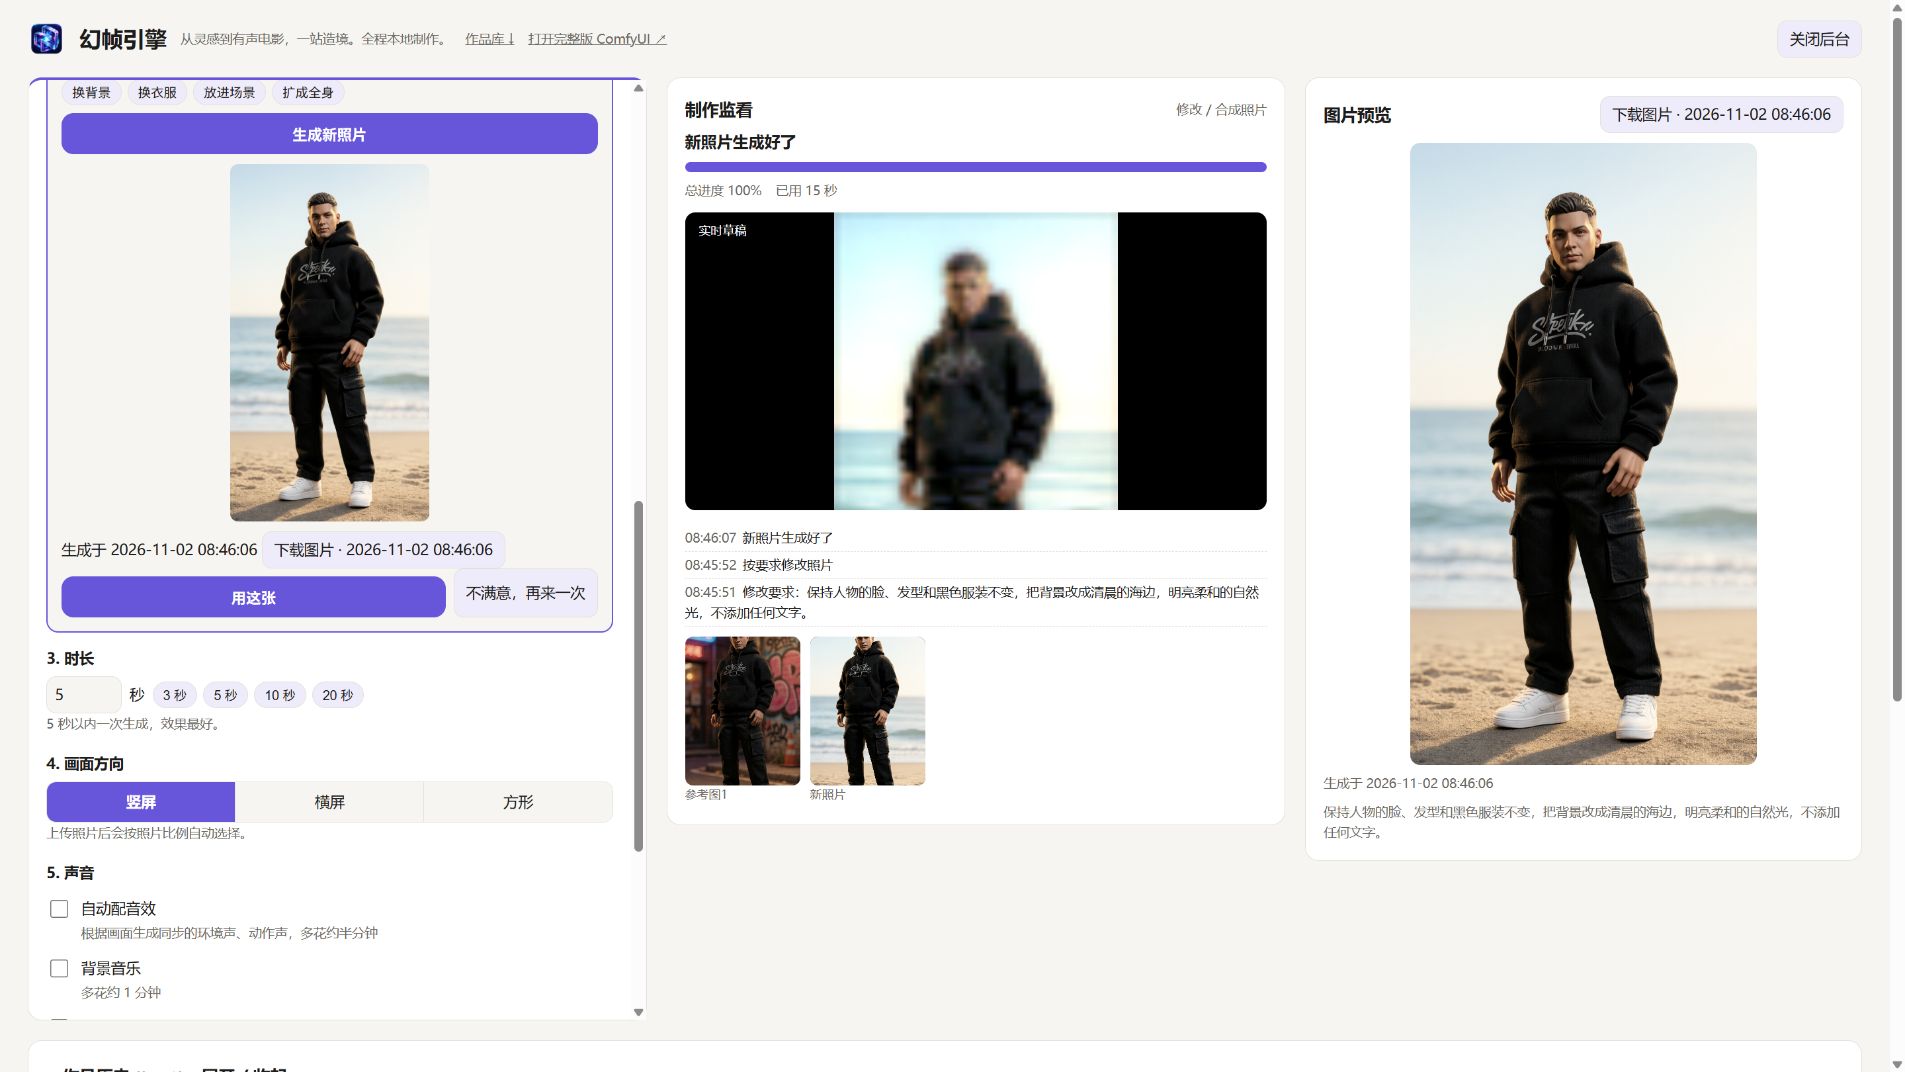 幻帧引擎 从灵感到有声电影，一站造境。全程本地制作。 作品库↓ 打开完整版 ComfyUI ↗
关闭后台
换背景 换衣服 放进场景 扩成全身
生成新照片
生成于 2026-11-02 08:46:06 下载图片 · 2026-11-02 08:46:06
用这张 不满意，再来一次
3. 时长
5 秒 3 秒 5 秒 10 秒 20 秒
5 秒以内一次生成，效果最好。
4. 画面方向
竖屏 横屏 方形
上传照片后会按照片比例自动选择。
5. 声音
自动配音效
根据画面生成同步的环境声、动作声，多花约半分钟
背景音乐
多花约 1 分钟
制作监看 修改 / 合成照片
新照片生成好了
总进度 100% 已用 15 秒
实时草稿
08:46:07 新照片生成好了
08:45:52 按要求修改照片
08:45:51 修改要求：保持人物的脸、发型和黑色服装不变，把背景改成清晨的海边，明亮柔和的自然
光，不添加任何文字。
参考图1 新照片
图片预览 下载图片 · 2026-11-02 08:46:06
生成于 2026-11-02 08:46:06
保持人物的脸、发型和黑色服装不变，把背景改成清晨的海边，明亮柔和的自然光，不添加
任何文字。